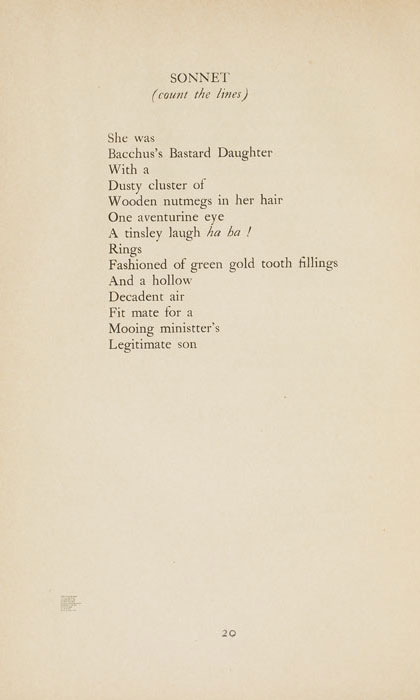 SONNET
(count the lines)
She was
Bacchus's Bastard Daughter
With a
Dusty cluster of
Wooden nutmegs in her hair
One aventurine eye
A tinsley laugh ha ha !
Rings
Fashioned of green gold tooth fillings
And a hollow
Decadent air
Fit mate for a
Mooing ministter's
Legitimate son
20